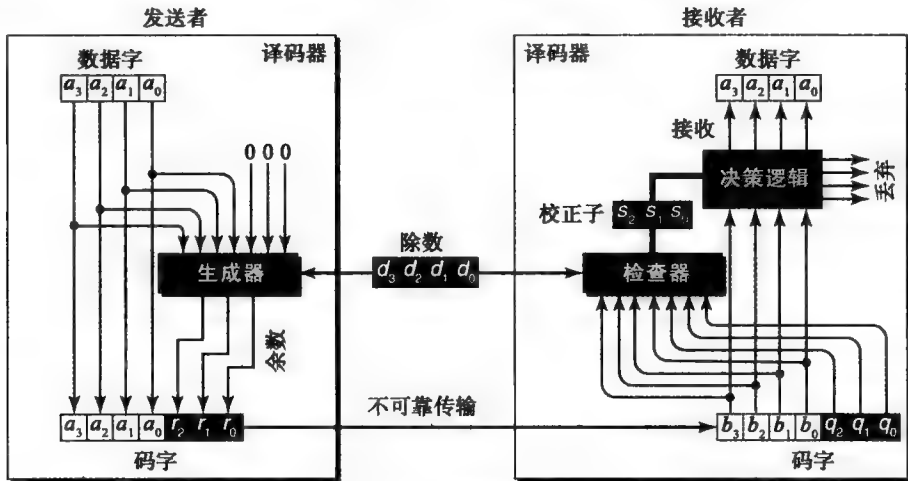 发送者
译码器
数据字
a3 a2 a1 a0
0 0 0
生成器
余数
a3 a2 a1 a0 r2 r1 r0
码字
除数
d3 d2 d1 d0
不可靠传输
接收者
译码器
数据字
a3 a2 a1 a0
接收
决策逻辑
丢弃
校正子
s2 s1 s0
检查器
b3 b2 b1 b0 q2 q1 q0
码字